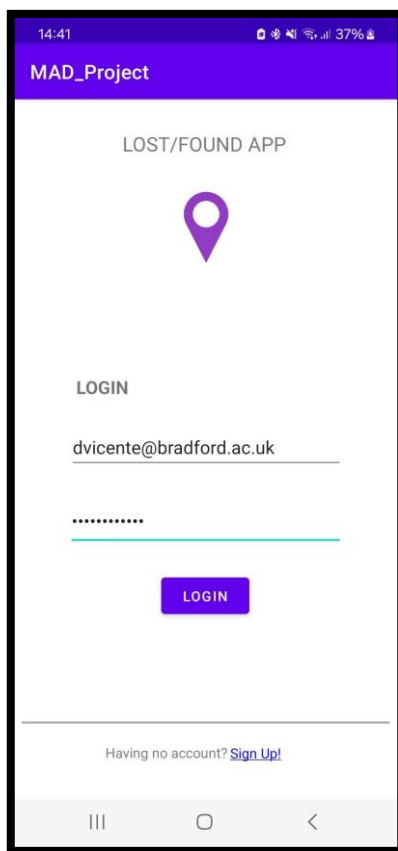 14:41 37%
MAD_Project
LOST/FOUND APP
LOGIN
dvicente@bradford.ac.uk
••••••••••••
LOGIN
Having no account? Sign Up!